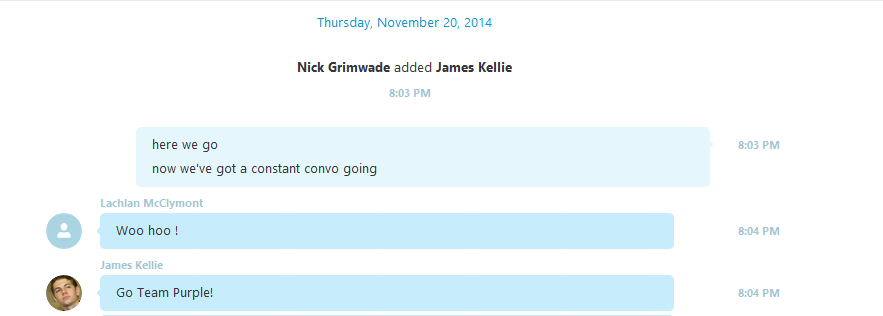 Thursday, November 20, 2014
Nick Grimwade added James Kellie
8:03 PM
here we go
8:03 PM
now we've got a constant convo going
Lachlan McClymont
Woo hoo !
8:04 PM
James Kellie
Go Team Purple!
8:04 PM